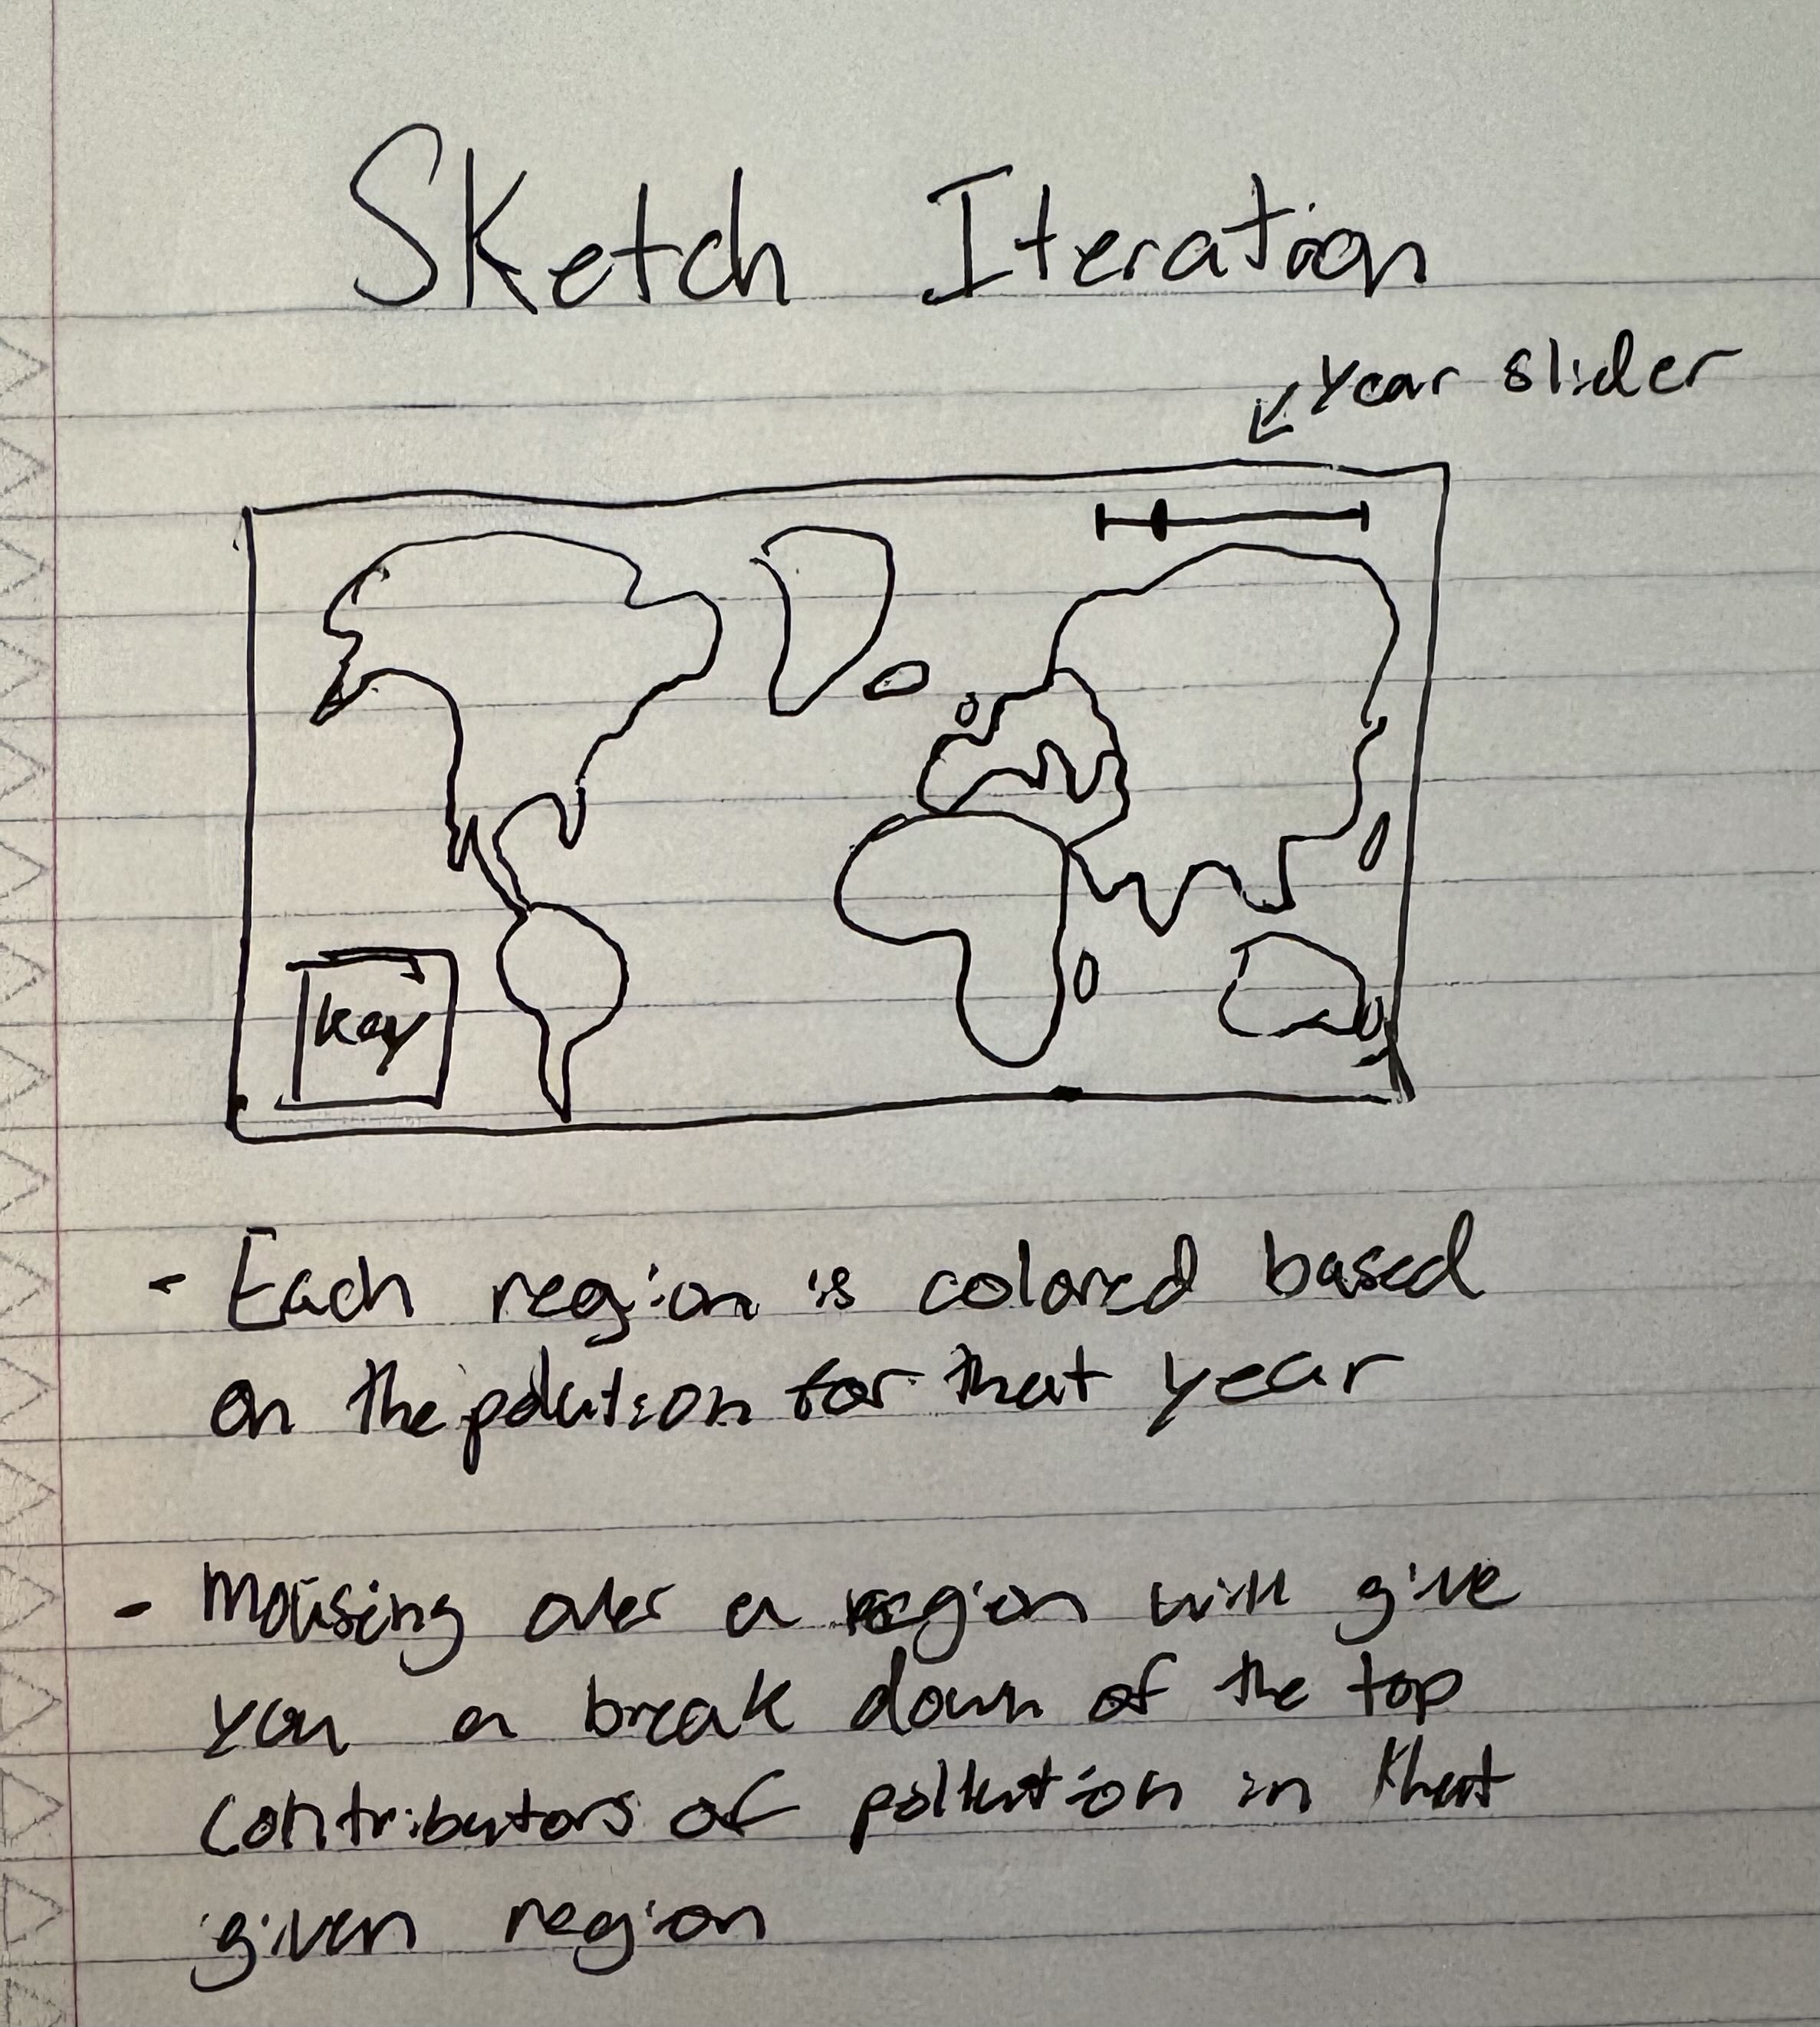 Sketch Iteration
Year slider
Key
- Each region is colored based
on the polution for that year
- Mousing over a region will give
you a break down of the top
contributors of pollution in that
given region